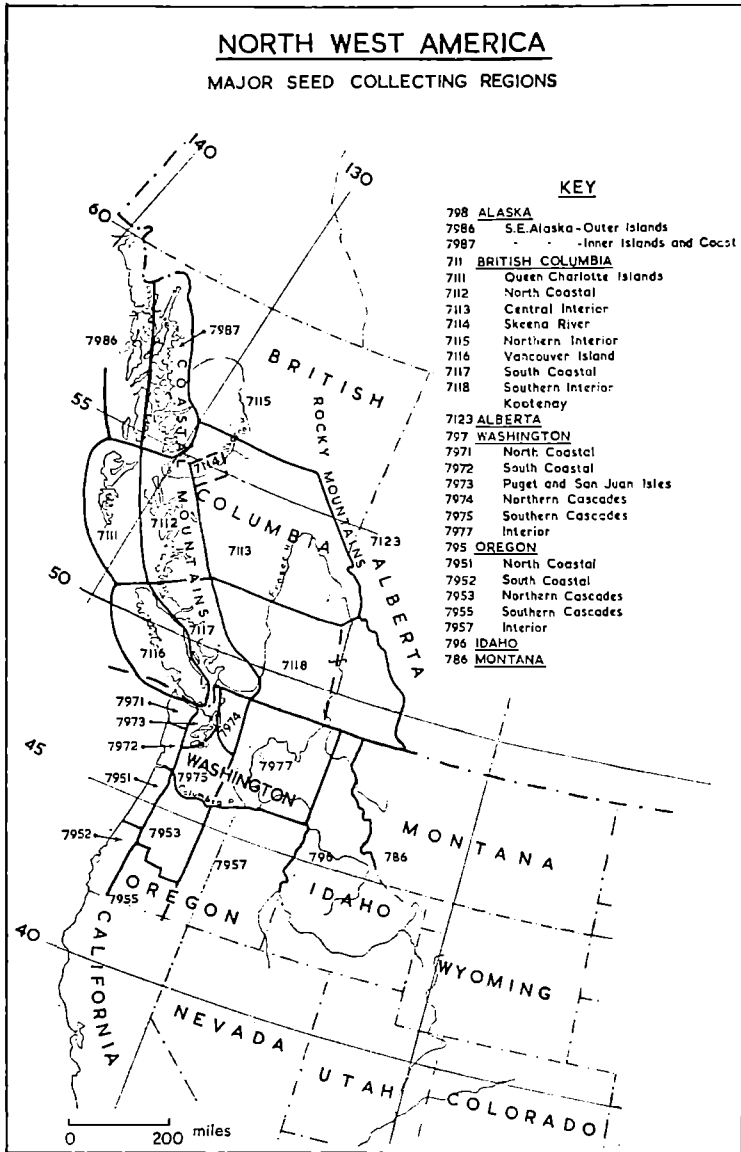 NORTH WEST AMERICA
MAJOR SEED COLLECTING REGIONS
KEY
798 ALASKA
7986 S.E. Alaska - Outer Islands
7987 - - - Inner Islands and Coast
711 BRITISH COLUMBIA
7111 Queen Charlotte Islands
7112 North Coastal
7113 Central Interior
7114 Skeena River
7115 Northern Interior
7116 Vancouver Island
7117 South Coastal
7118 Southern Interior
Kootenay
7123 ALBERTA
797 WASHINGTON
7971 North Coastal
7972 South Coastal
7973 Puget and San Juan Isles
7974 Northern Cascades
7975 Southern Cascades
7977 Interior
795 OREGON
7951 North Coastal
7952 South Coastal
7953 Northern Cascades
7955 Southern Cascades
7957 Interior
796 IDAHO
786 MONTANA
140
130
60
7986
7987
BRITISH
7115
55
COASTAL MOUNTAINS
ROCKY MOUNTAINS
7114
7111
7112
COLUMBIA
7113
7123
ALBERTA
Fraser
50
7116
7117
7118
7971
7973
7974
7972
45
WASHINGTON
7975
7977
Columbia R.
7951
7952
7953
7957
796
786
MONTANA
7955
OREGON
IDAHO
40
CALIFORNIA
WYOMING
NEVADA
UTAH
COLORADO
0 200 miles